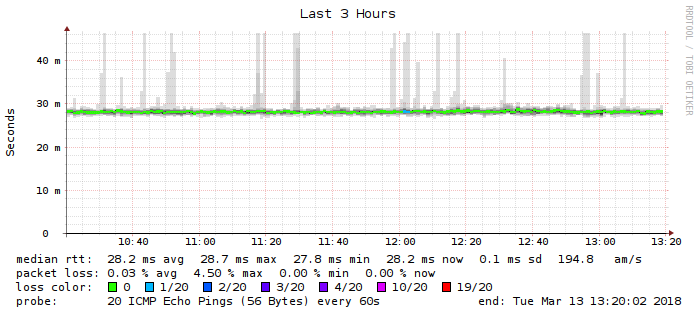 Last 3 Hours
RRDTOOL / TOBI OETIKER
Seconds
40 m
30 m
20 m
10 m
0
10:40 11:00 11:20 11:40 12:00 12:20 12:40 13:00 13:20
median rtt: 28.2 ms avg 28.7 ms max 27.8 ms min 28.2 ms now 0.1 ms sd 194.8 am/s
packet loss: 0.03 % avg 4.50 % max 0.00 % min 0.00 % now
loss color: 0 1/20 2/20 3/20 4/20 10/20 19/20
probe: 20 ICMP Echo Pings (56 Bytes) every 60s end: Tue Mar 13 13:20:02 2018